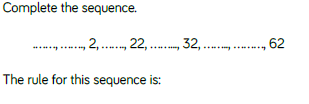 Complete the sequence.
......., ......., 2, ......., 22, ........, 32, ......., ........., 62
The rule for this sequence is: